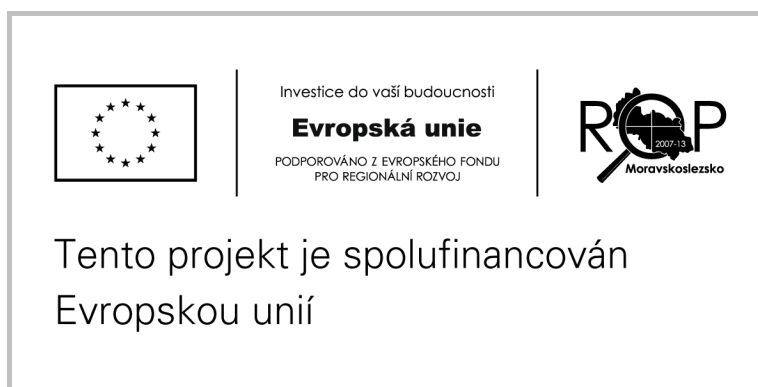 Investice do vaší budoucnosti
Evropská unie
PODPOROVÁNO Z EVROPSKÉHO FONDU
PRO REGIONÁLNÍ ROZVOJ
ROP
2007-13
Moravskoslezsko
Tento projekt je spolufinancován
Evropskou unií